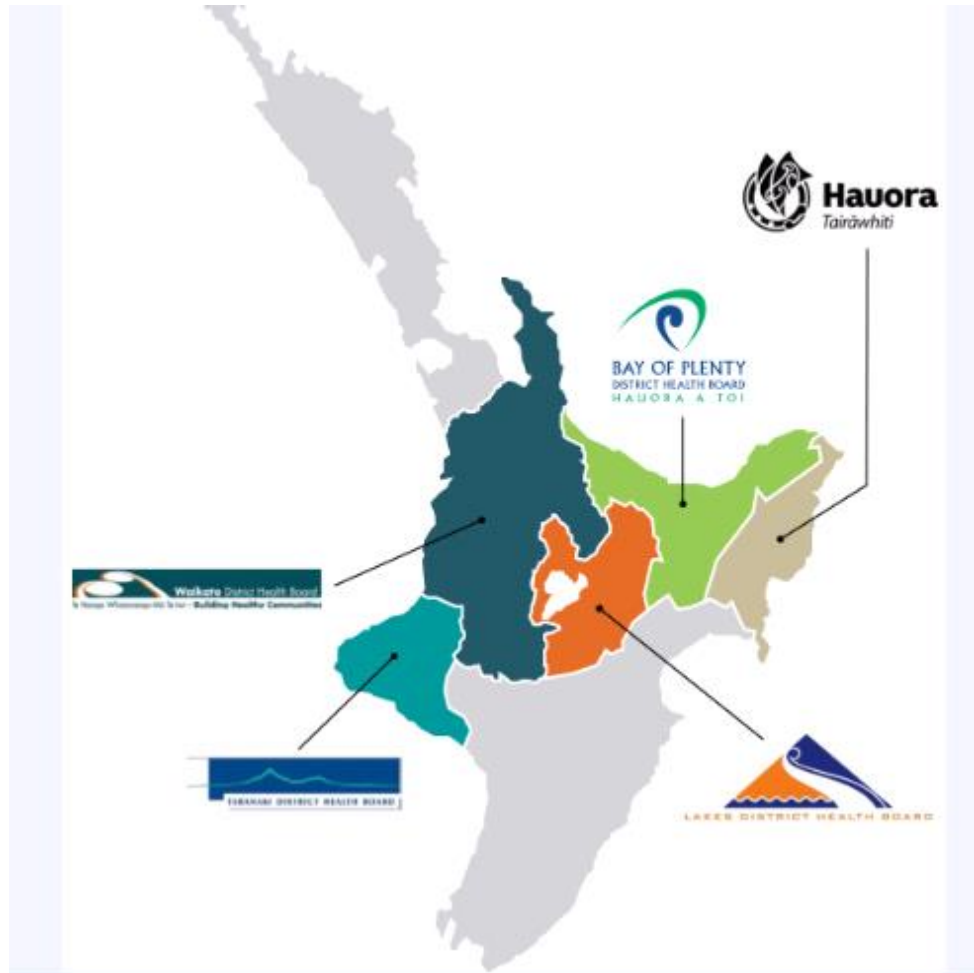 Hauora
Tairāwhiti
BAY OF PLENTY
DISTRICT HEALTH BOARD
HAUORA A TOI
Waikato District Health Board
Building Healthy Communities
TARANAKI DISTRICT HEALTH BOARD
LAKES DISTRICT HEALTH BOARD